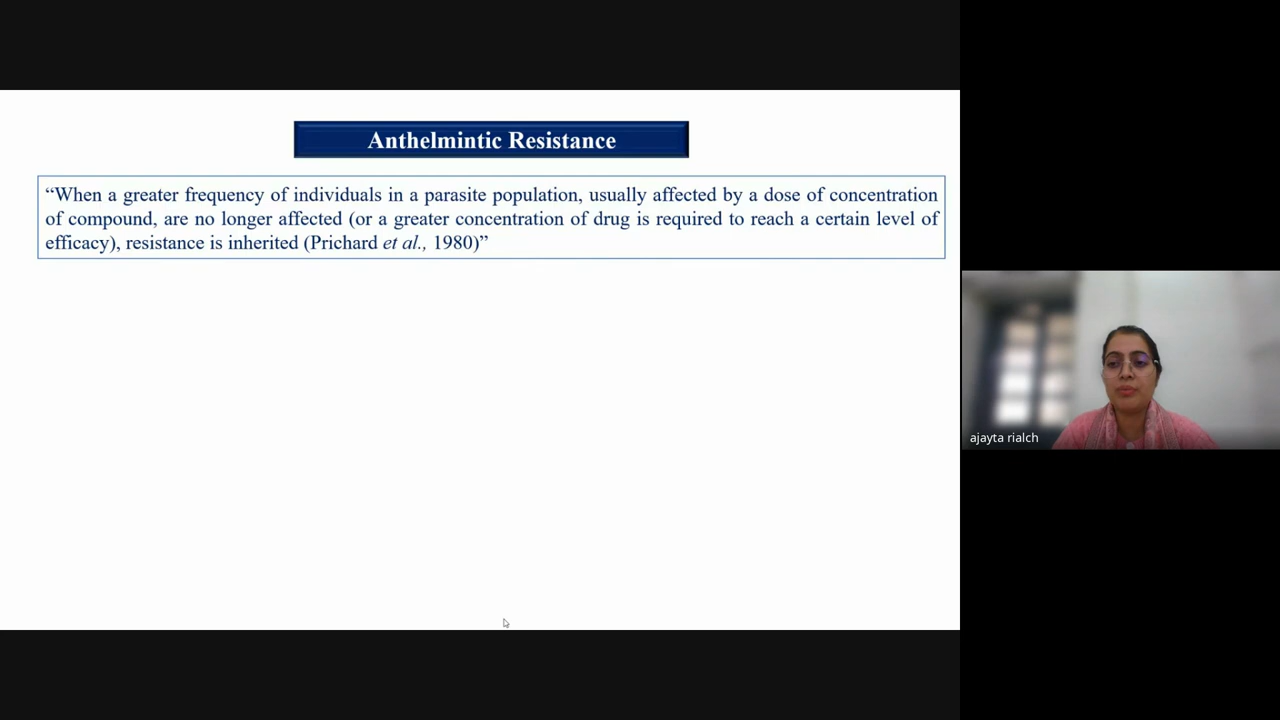 Anthelmintic Resistance
“When a greater frequency of individuals in a parasite population, usually affected by a dose of concentration
of compound, are no longer affected (or a greater concentration of drug is required to reach a certain level of
efficacy), resistance is inherited (Prichard et al., 1980)”
ajayta rialch